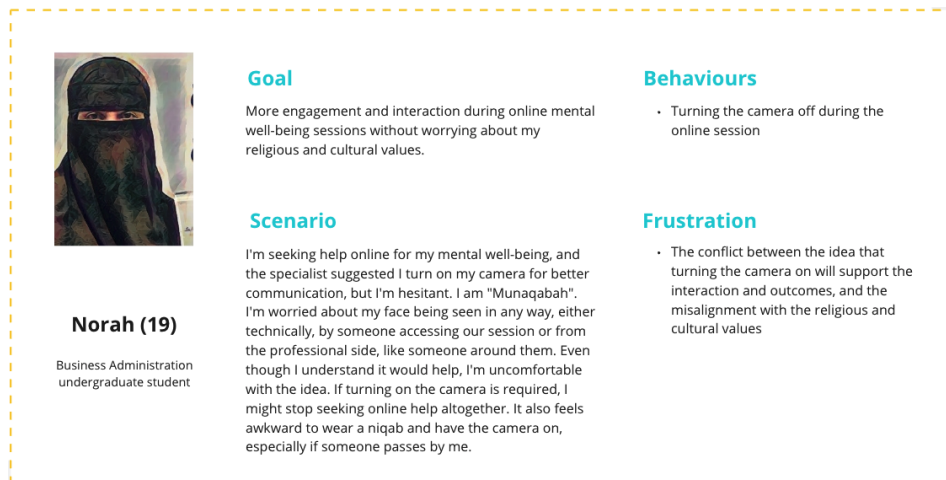 Goal
More engagement and interaction during online mental
well-being sessions without worrying about my
religious and cultural values.
Behaviours
• Turning the camera off during the
online session
Scenario
I'm seeking help online for my mental well-being, and
the specialist suggested I turn on my camera for better
communication, but I'm hesitant. I am "Munaqabah".
I'm worried about my face being seen in any way, either
technically, by someone accessing our session or from
the professional side, like someone around them. Even
though I understand it would help, I'm uncomfortable
with the idea. If turning on the camera is required, I
might stop seeking online help altogether. It also feels
awkward to wear a niqab and have the camera on,
especially if someone passes by me.
Frustration
• The conflict between the idea that
turning the camera on will support the
interaction and outcomes, and the
misalignment with the religious and
cultural values
Norah (19)
Business Administration
undergraduate student